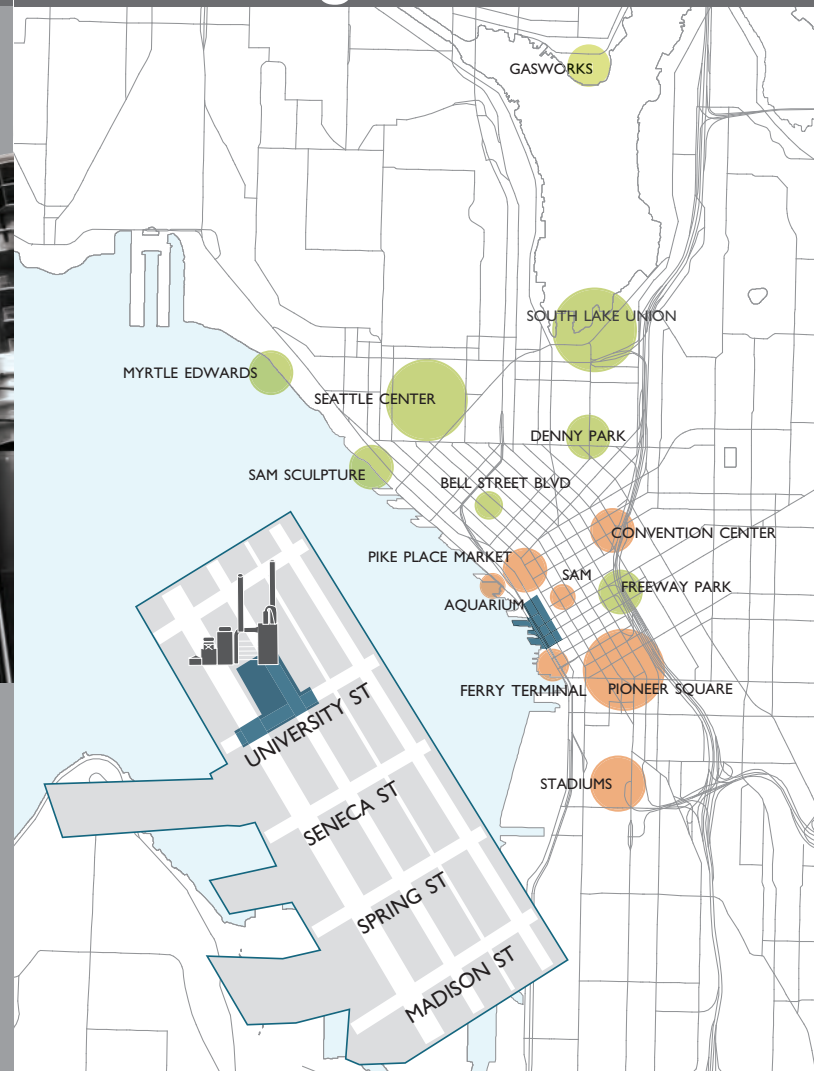 GASWORKS
SOUTH LAKE UNION
MYRTLE EDWARDS
SEATTLE CENTER
DENNY PARK
SAM SCULPTURE
BELL STREET BLVD
CONVENTION CENTER
PIKE PLACE MARKET
SAM
FREEWAY PARK
AQUARIUM
FERRY TERMINAL
PIONEER SQUARE
UNIVERSITY ST
STADIUMS
SENECA ST
SPRING ST
MADISON ST